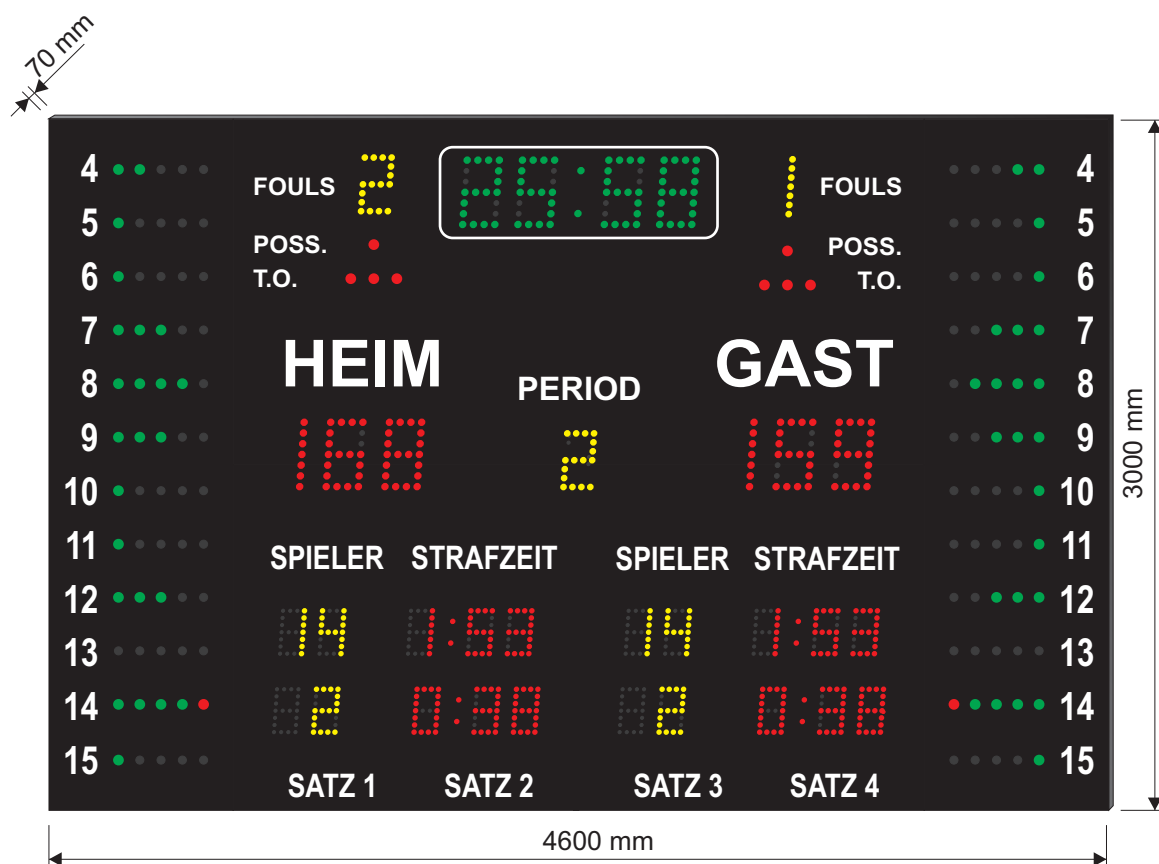 70 mm
4 FOULS 2 25:58 1 FOULS 4
5 5
POSS. POSS.
6 T.O. T.O. 6
7 7
HEIM GAST
8 PERIOD 8
9 168 2 159 9
3000 mm
10 10
11 11
SPIELER STRAFZEIT SPIELER STRAFZEIT
12 12
14 1:53 14 1:53
13 13
14 2 0:38 2 0:38 14
15 15
SATZ 1 SATZ 2 SATZ 3 SATZ 4
4600 mm